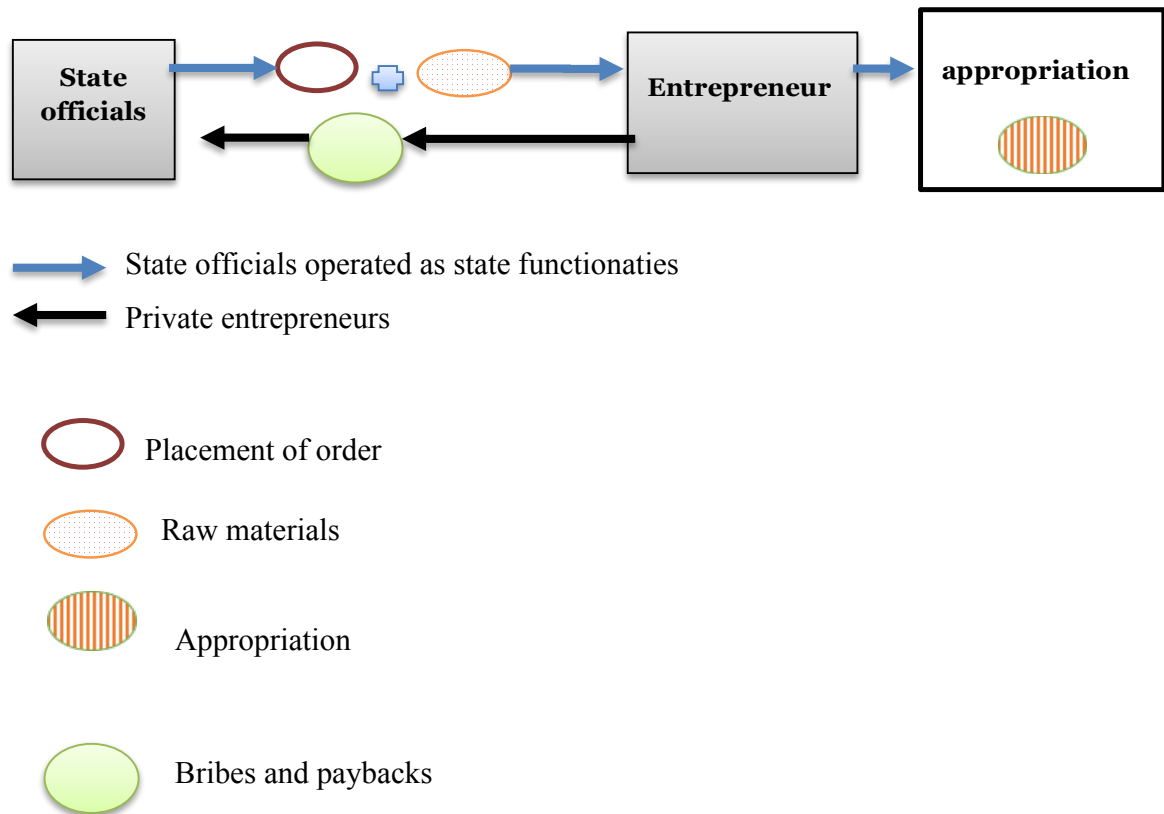 State
officials
Entrepreneur
appropriation
State officials operated as state functionaties
Private entrepreneurs
Placement of order
Raw materials
Appropriation
Bribes and paybacks